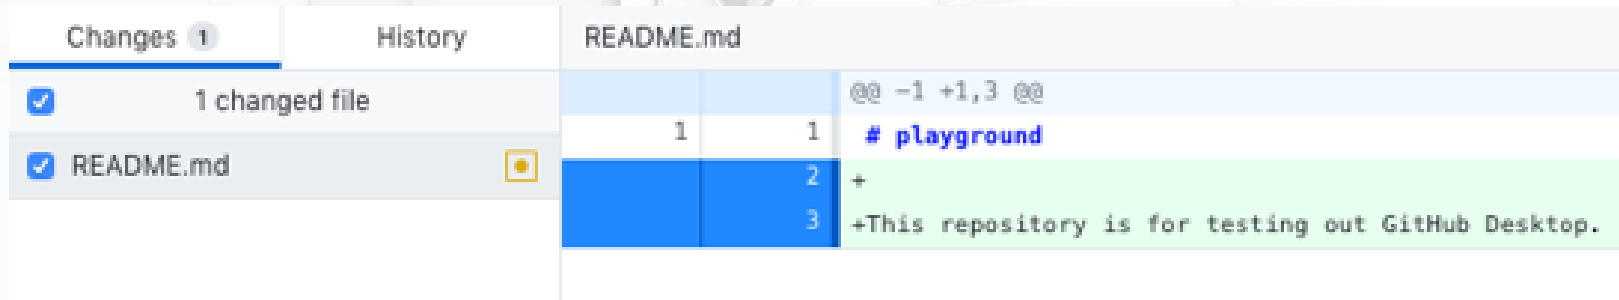 Changes 1 History README.md
1 changed file
@@ -1 +1,3 @@
1 1 # playground
README.md
2 +
3 +This repository is for testing out GitHub Desktop.